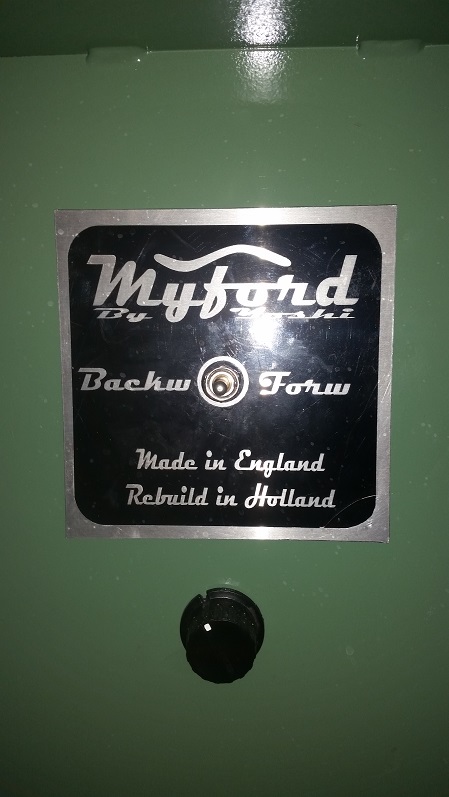 Myford
By Yoshi
Backw Forw
Made in England
Rebuild in Holland